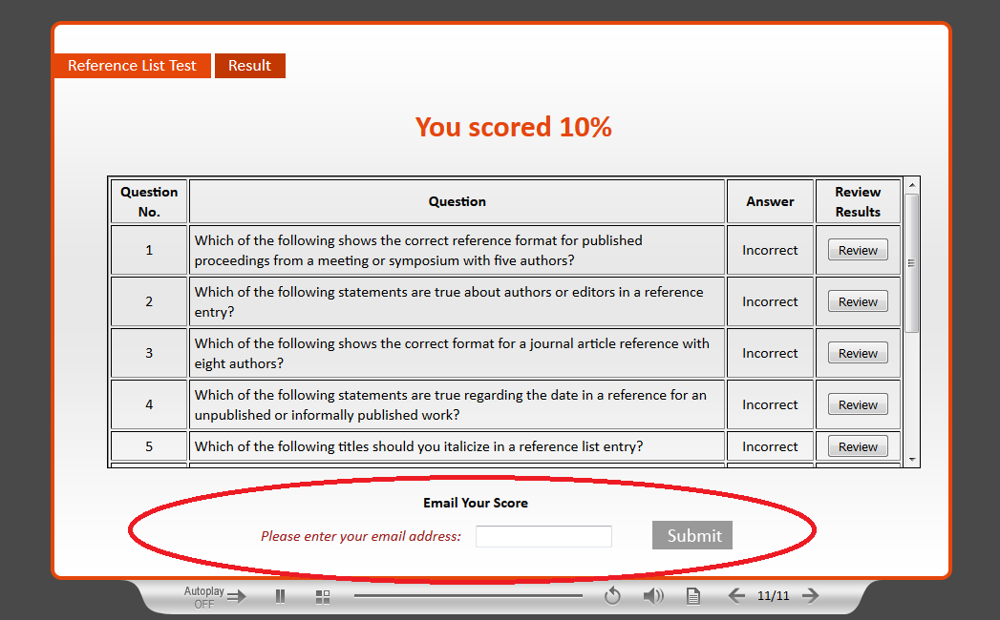 Reference List Test
Result
You scored 10%
Question No.
Question
Answer
Review Results
1
Which of the following shows the correct reference format for published
proceedings from a meeting or symposium with five authors?
Incorrect
Review
2
Which of the following statements are true about authors or editors in a reference
entry?
Incorrect
Review
3
Which of the following shows the correct format for a journal article reference with
eight authors?
Incorrect
Review
4
Which of the following statements are true regarding the date in a reference for an
unpublished or informally published work?
Incorrect
Review
5
Which of the following titles should you italicize in a reference list entry?
Incorrect
Review
Email Your Score
Please enter your email address:
Submit
Autoplay
OFF
11/11